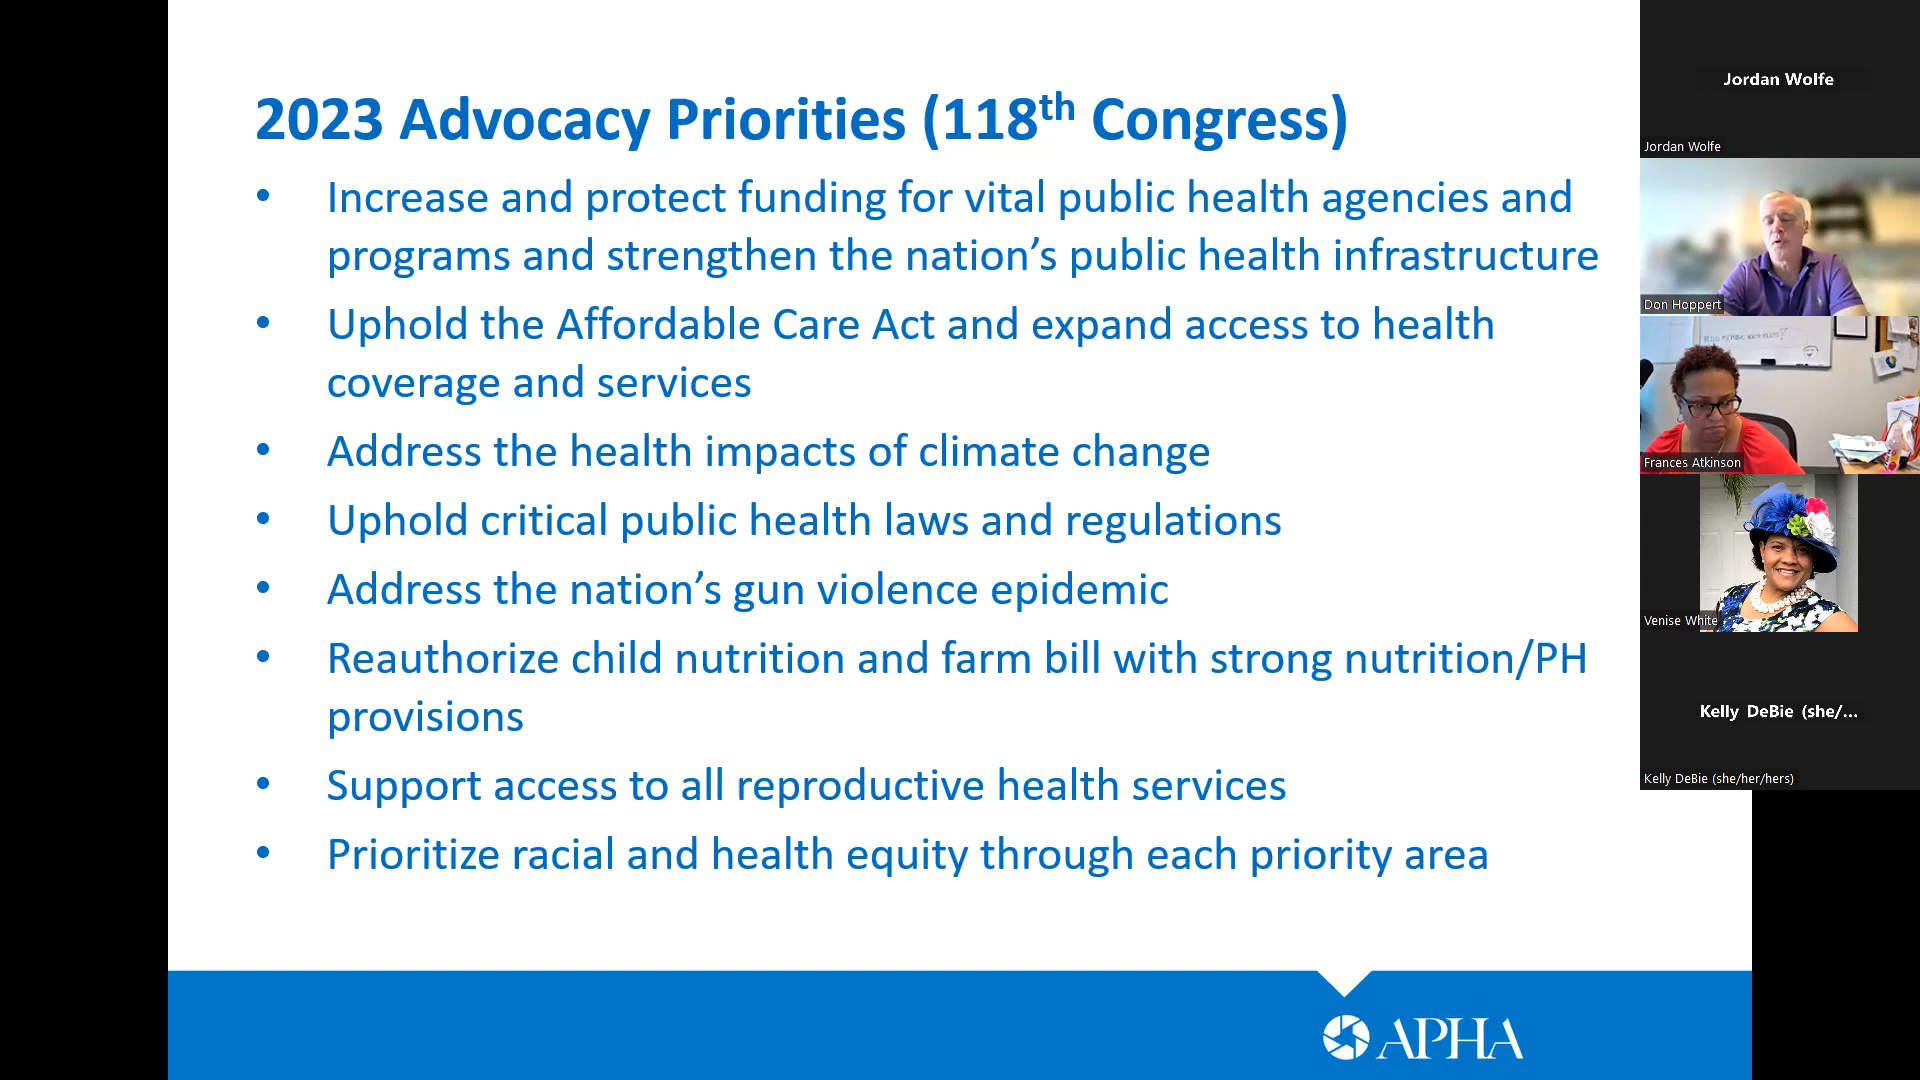 2023 Advocacy Priorities (118th Congress)
• Increase and protect funding for vital public health agencies and
programs and strengthen the nation’s public health infrastructure
• Uphold the Affordable Care Act and expand access to health
coverage and services
• Address the health impacts of climate change
• Uphold critical public health laws and regulations
• Address the nation’s gun violence epidemic
• Reauthorize child nutrition and farm bill with strong nutrition/PH
provisions
• Support access to all reproductive health services
• Prioritize racial and health equity through each priority area
APHA
Jordan Wolfe
Jordan Wolfe
Don Hoppert
Frances Atkinson
Venise White
Kelly DeBie (she/...
Kelly DeBie (she/her/hers)